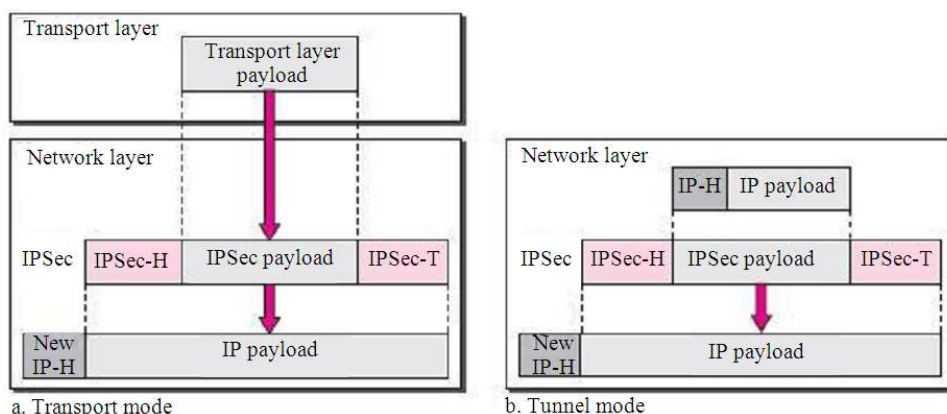 Transport layer
Transport layer
payload
Network layer
IPSec
IPSec-H
IPSec payload
IPSec-T
New
IP-H
IP payload
a. Transport mode
Network layer
IP-H
IP payload
IPSec
IPSec-H
IPSec payload
IPSec-T
New
IP-H
IP payload
b. Tunnel mode